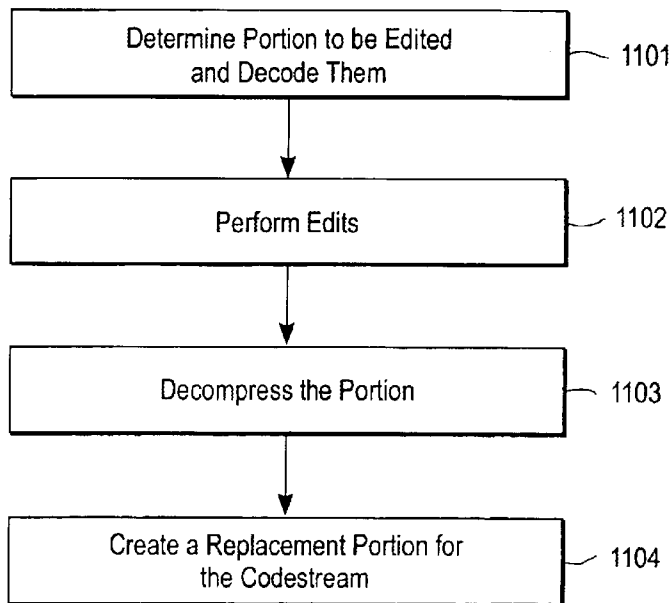 Determine Portion to be Edited
and Decode Them
1101
Perform Edits
1102
Decompress the Portion
1103
Create a Replacement Portion for
the Codestream
1104